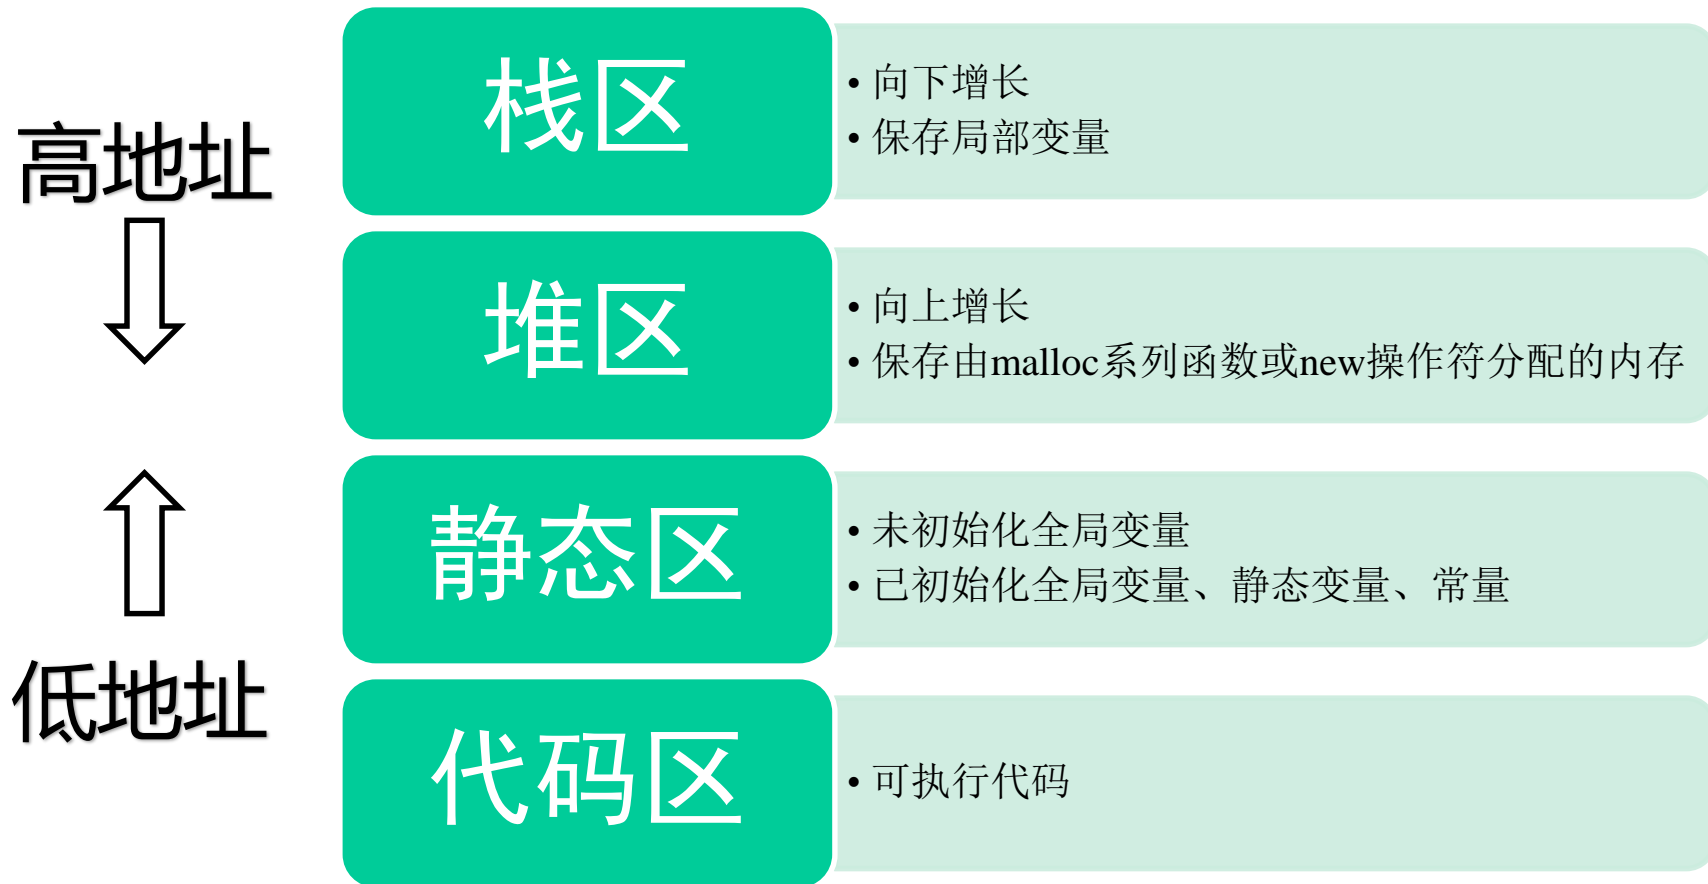 高地址
低地址
栈区
• 向下增长
• 保存局部变量
堆区
• 向上增长
• 保存由malloc系列函数或new操作符分配的内存
静态区
• 未初始化全局变量
• 已初始化全局变量、静态变量、常量
代码区
• 可执行代码